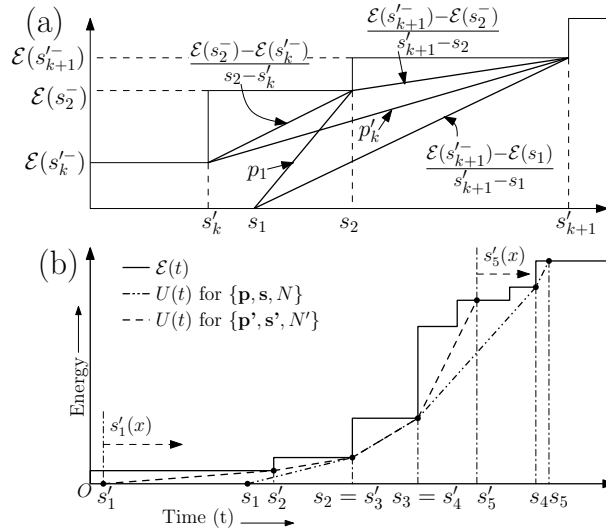 (a)
ℰ(s′⁻ₖ₊₁)
ℰ(s₂⁻)
ℰ(s′⁻ₖ)
ℰ(s₂⁻)−ℰ(s′⁻ₖ)
s₂−s′ₖ
ℰ(s′⁻ₖ₊₁)−ℰ(s₂⁻)
s′ₖ₊₁−s₂
p₁
p′ₖ
ℰ(s′⁻ₖ₊₁)−ℰ(s₁)
s′ₖ₊₁−s₁
s′ₖ s₁ s₂ s′ₖ₊₁
(b)
ℰ(t)
U(t) for {p, s, N}
U(t) for {p', s', N′}
s′₅(x)
s′₁(x)
Energy
O s′₁ s₁ s′₂ s₂ = s′₃ s₃ = s′₄ s′₅ s₄ s₅
Time (t)